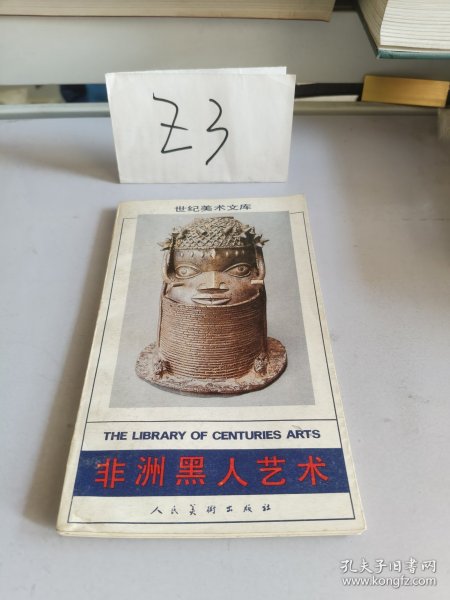 Z3
世纪美术文库
THE LIBRARY OF CENTURIES ARTS
非洲黑人艺术
人民美術出版社
孔夫子旧书网
www.kongfz.com